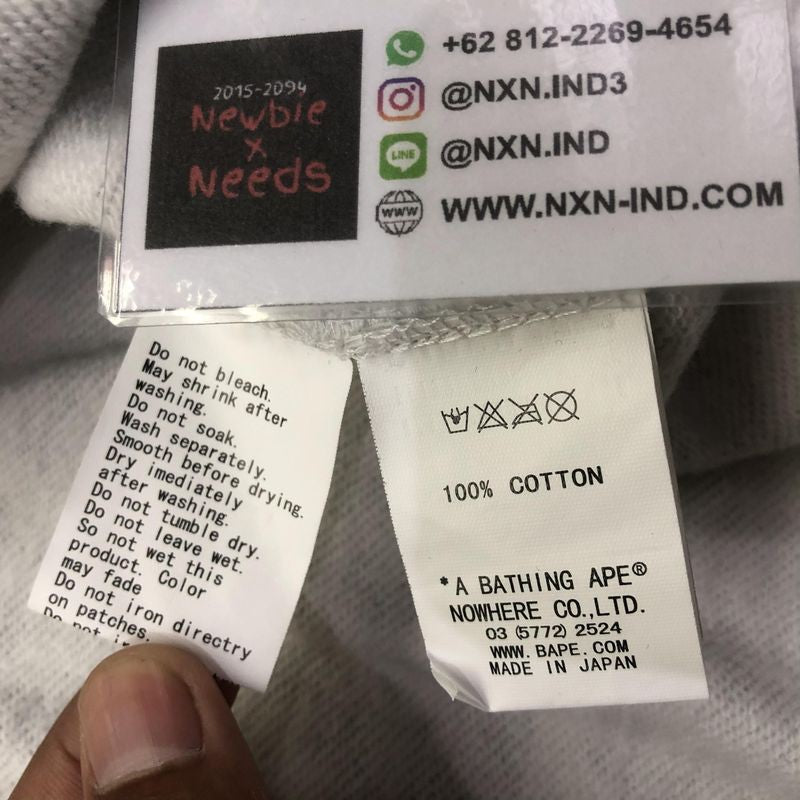 2015-2094
Newbie
x
Needs
+62 812-2269-4654
@NXN.IND3
LINE
@NXN.IND
WWW
WWW.NXN-IND.COM
Do not bleach.
May shrink after
washing.
Do not soak.
Wash separately.
Smooth before drying.
Dry imediately
after washing.
Do not tumble dry.
Do not leave wet.
So not wet this
product. Color
may fade
Do not iron directry
on patches.
100% COTTON
*A BATHING APE®
NOWHERE CO.,LTD.
03 (5772) 2524
WWW. BAPE. COM
MADE IN JAPAN